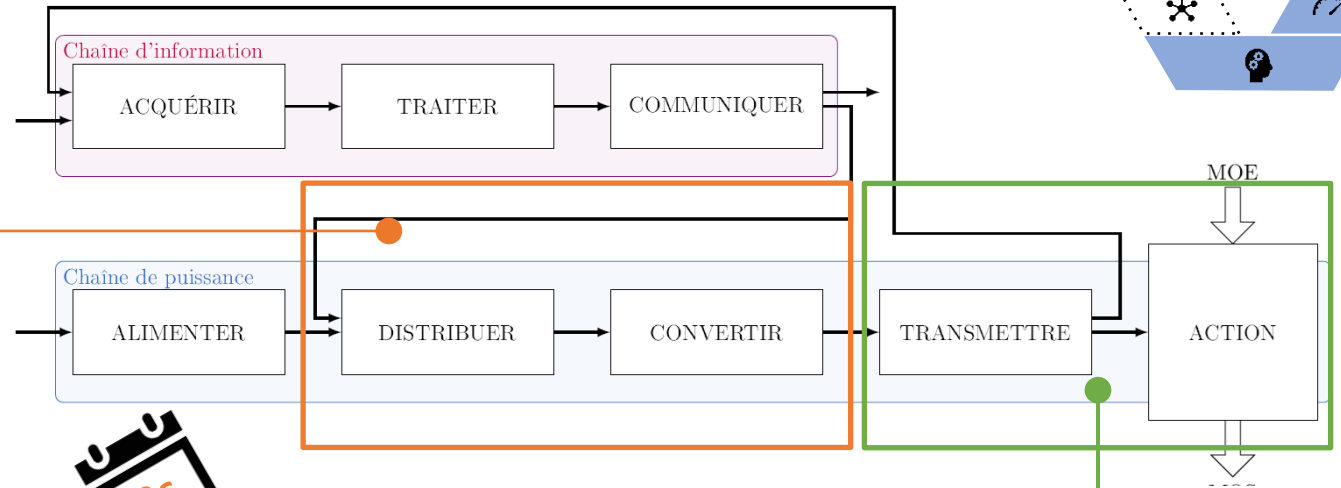 Chaîne d'information
ACQUÉRIR
TRAITER
COMMUNIQUER
MOE
Chaîne de puissance
ALIMENTER
DISTRIBUER
CONVERTIR
TRANSMETTRE
ACTION